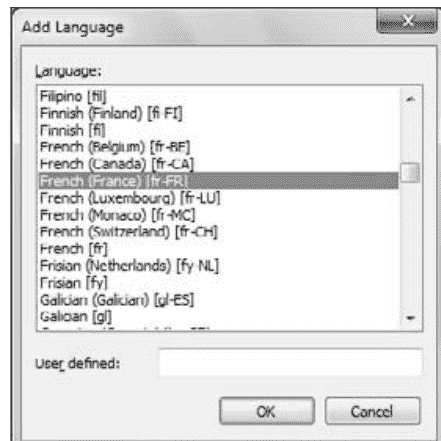 Add Language
Language:
Filipino [fil]
Finnish (Finland) [fi-FI]
Finnish [fi]
French (Belgium) [fr-BE]
French (Canada) [fr-CA]
French (France) [fr-FR]
French (Luxembourg) [fr-LU]
French (Monaco) [fr-MC]
French (Switzerland) [fr-CH]
French [fr]
Frisian (Netherlands) [fy-NL]
Frisian [fy]
Galician (Galician) [gl-ES]
Galician [gl]
User defined:
OK
Cancel